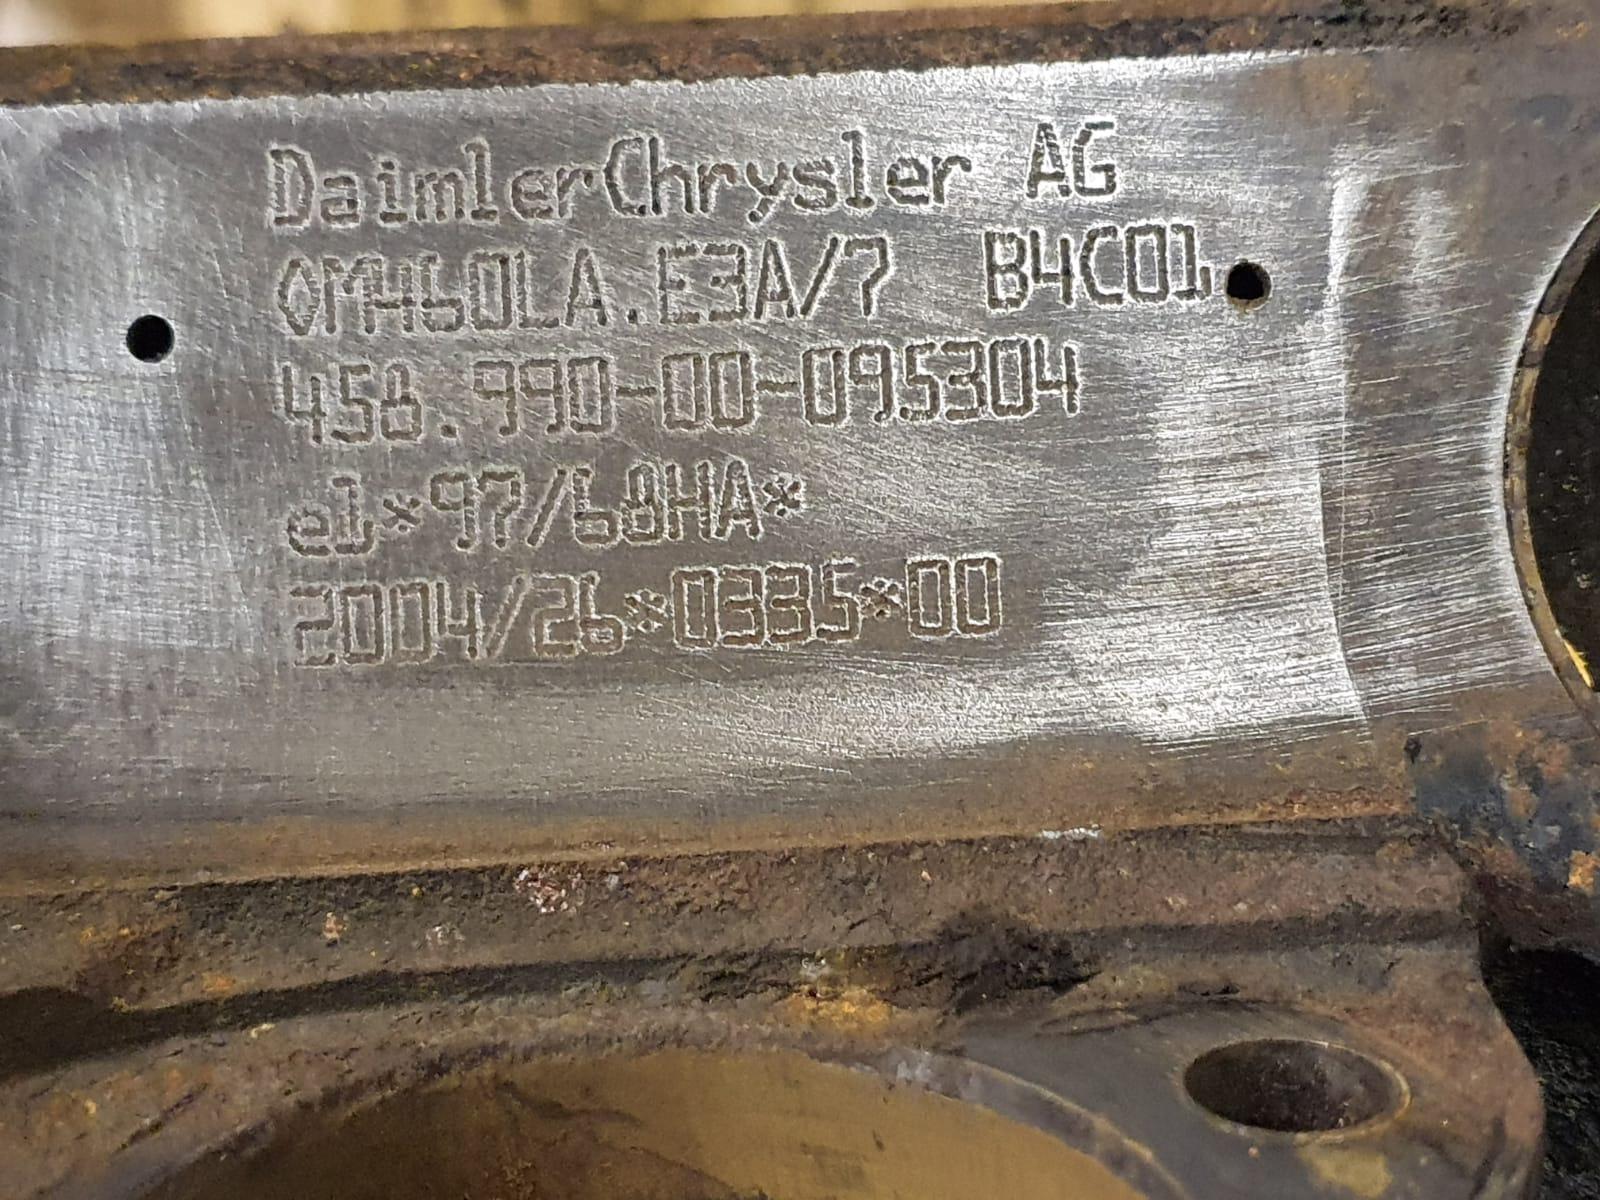 DaimlerChrysler AG
OM460LA.E3A/7 B4C01
458.990-00-095304
e1*97/68HA*
2004/26*0335*00